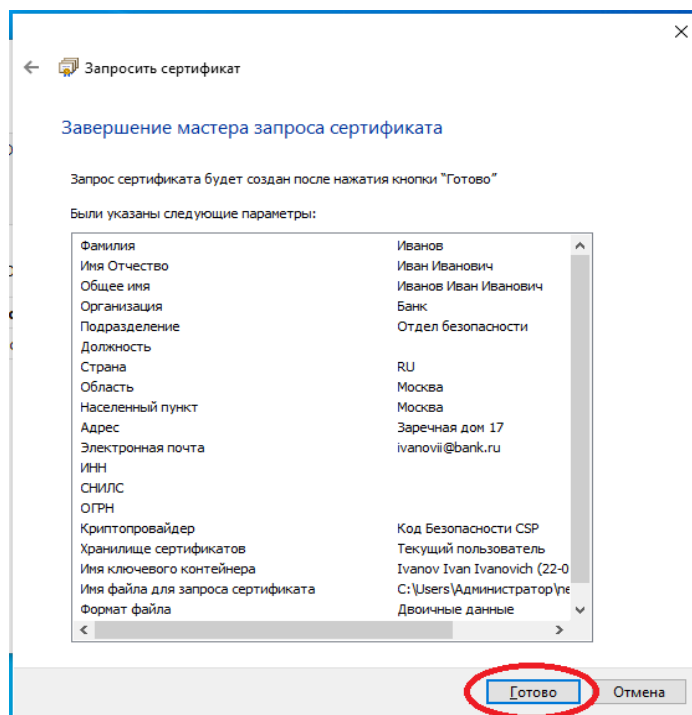 Запросить сертификат
Завершение мастера запроса сертификата
Запрос сертификата будет создан после нажатия кнопки "Готово"
Были указаны следующие параметры:
Фамилия Иванов
Имя Отчество Иван Иванович
Общее имя Иванов Иван Иванович
Организация Банк
Подразделение Отдел безопасности
Должность
Страна RU
Область Москва
Населенный пункт Москва
Адрес Заречная дом 17
Электронная почта ivanovii@bank.ru
ИНН
СНИЛС
ОГРН
Криптопровайдер Код Безопасности CSP
Хранилище сертификатов Текущий пользователь
Имя ключевого контейнера Ivanov Ivan Ivanovich (22-0
Имя файла для запроса сертификата C:\Users\Администратор\ne
Формат файла Двоичные данные
Готово Отмена